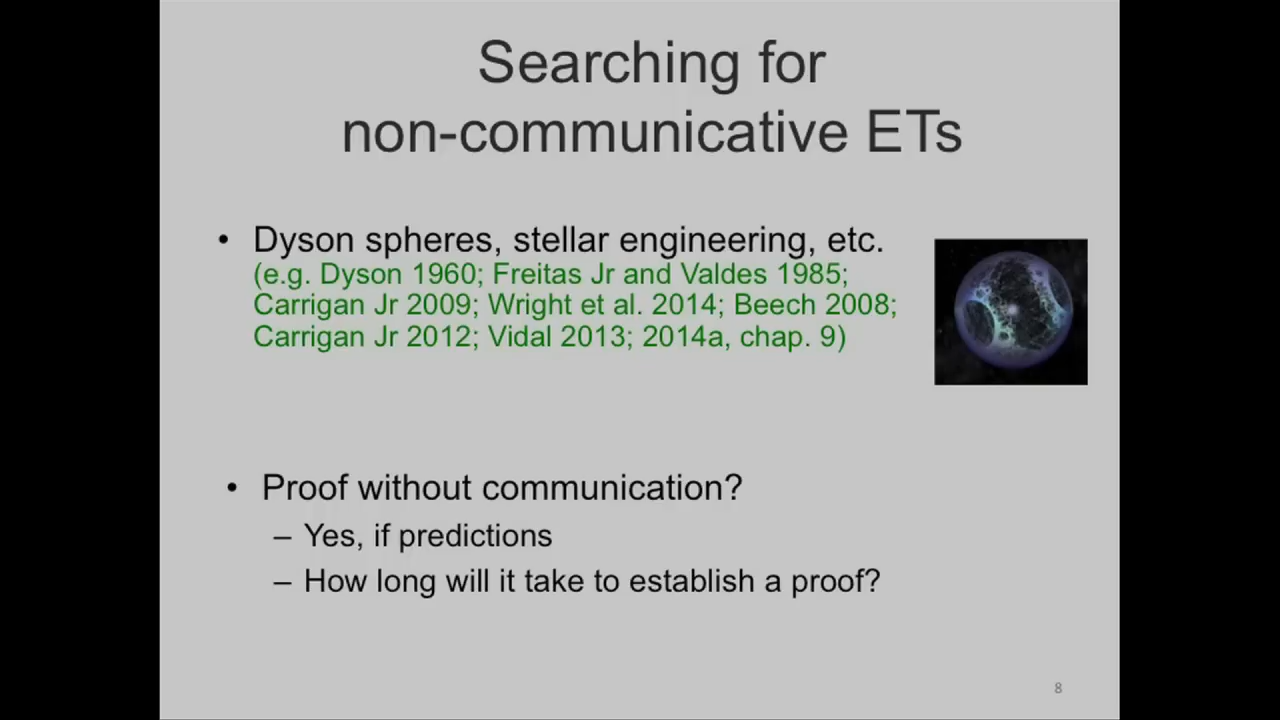 Searching for
non-communicative ETs
• Dyson spheres, stellar engineering, etc.
(e.g. Dyson 1960; Freitas Jr and Valdes 1985;
Carrigan Jr 2009; Wright et al. 2014; Beech 2008;
Carrigan Jr 2012; Vidal 2013; 2014a, chap. 9)
• Proof without communication?
– Yes, if predictions
– How long will it take to establish a proof?
8